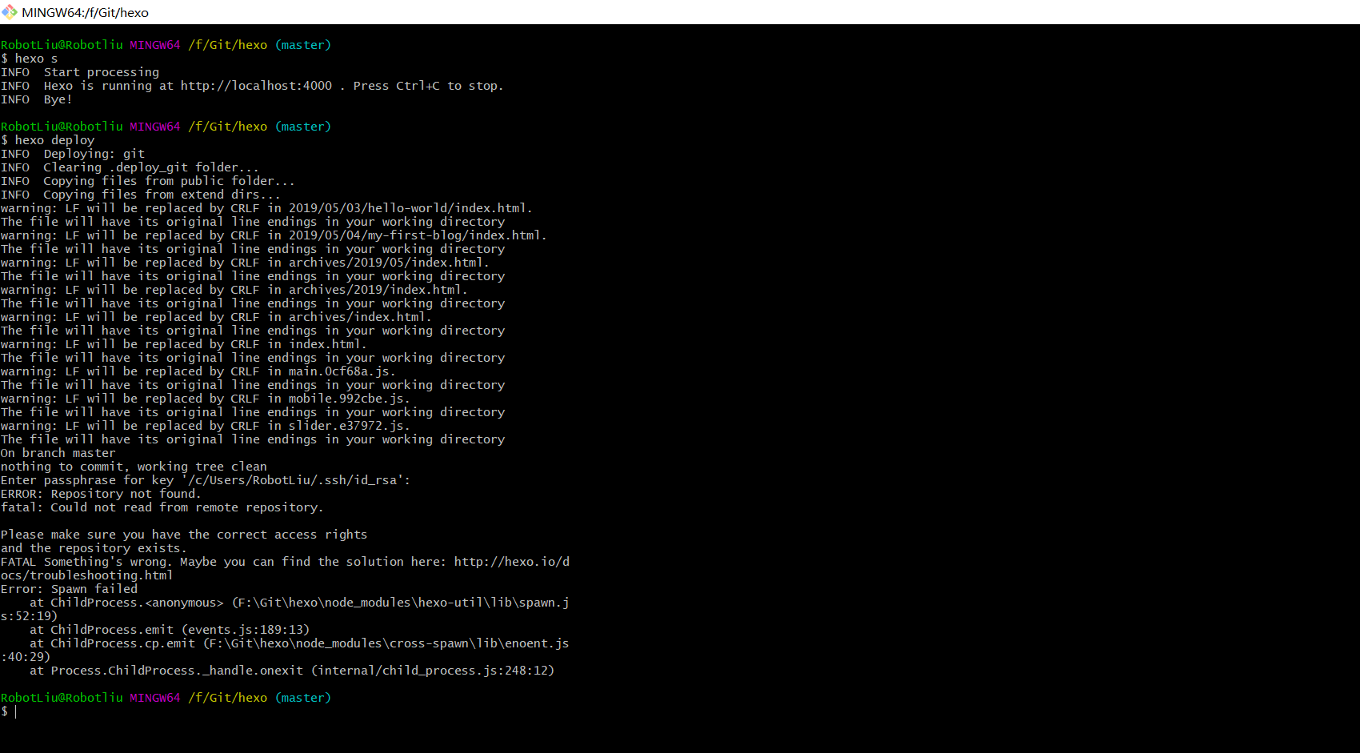 MINGW64:/f/Git/hexo
RobotLiu@Robotliu MINGW64 /f/Git/hexo (master)
$ hexo s
INFO  Start processing
INFO  Hexo is running at http://localhost:4000 . Press Ctrl+C to stop.
INFO  Bye!
RobotLiu@Robotliu MINGW64 /f/Git/hexo (master)
$ hexo deploy
INFO  Deploying: git
INFO  Clearing .deploy_git folder...
INFO  Copying files from public folder...
INFO  Copying files from extend dirs...
warning: LF will be replaced by CRLF in 2019/05/03/hello-world/index.html.
The file will have its original line endings in your working directory
warning: LF will be replaced by CRLF in 2019/05/04/my-first-blog/index.html.
The file will have its original line endings in your working directory
warning: LF will be replaced by CRLF in archives/2019/05/index.html.
The file will have its original line endings in your working directory
warning: LF will be replaced by CRLF in archives/2019/index.html.
The file will have its original line endings in your working directory
warning: LF will be replaced by CRLF in archives/index.html.
The file will have its original line endings in your working directory
warning: LF will be replaced by CRLF in index.html.
The file will have its original line endings in your working directory
warning: LF will be replaced by CRLF in main.0cf68a.js.
The file will have its original line endings in your working directory
warning: LF will be replaced by CRLF in mobile.992cbe.js.
The file will have its original line endings in your working directory
warning: LF will be replaced by CRLF in slider.e37972.js.
The file will have its original line endings in your working directory
On branch master
nothing to commit, working tree clean
Enter passphrase for key '/c/Users/RobotLiu/.ssh/id_rsa':
ERROR: Repository not found.
fatal: Could not read from remote repository.
Please make sure you have the correct access rights
and the repository exists.
FATAL Something's wrong. Maybe you can find the solution here: http://hexo.io/d
ocs/troubleshooting.html
Error: Spawn failed
    at ChildProcess.<anonymous> (F:\Git\hexo\node_modules\hexo-util\lib\spawn.j
s:52:19)
    at ChildProcess.emit (events.js:189:13)
    at ChildProcess.cp.emit (F:\Git\hexo\node_modules\cross-spawn\lib\enoent.js
:40:29)
    at Process.ChildProcess._handle.onexit (internal/child_process.js:248:12)
RobotLiu@Robotliu MINGW64 /f/Git/hexo (master)
$